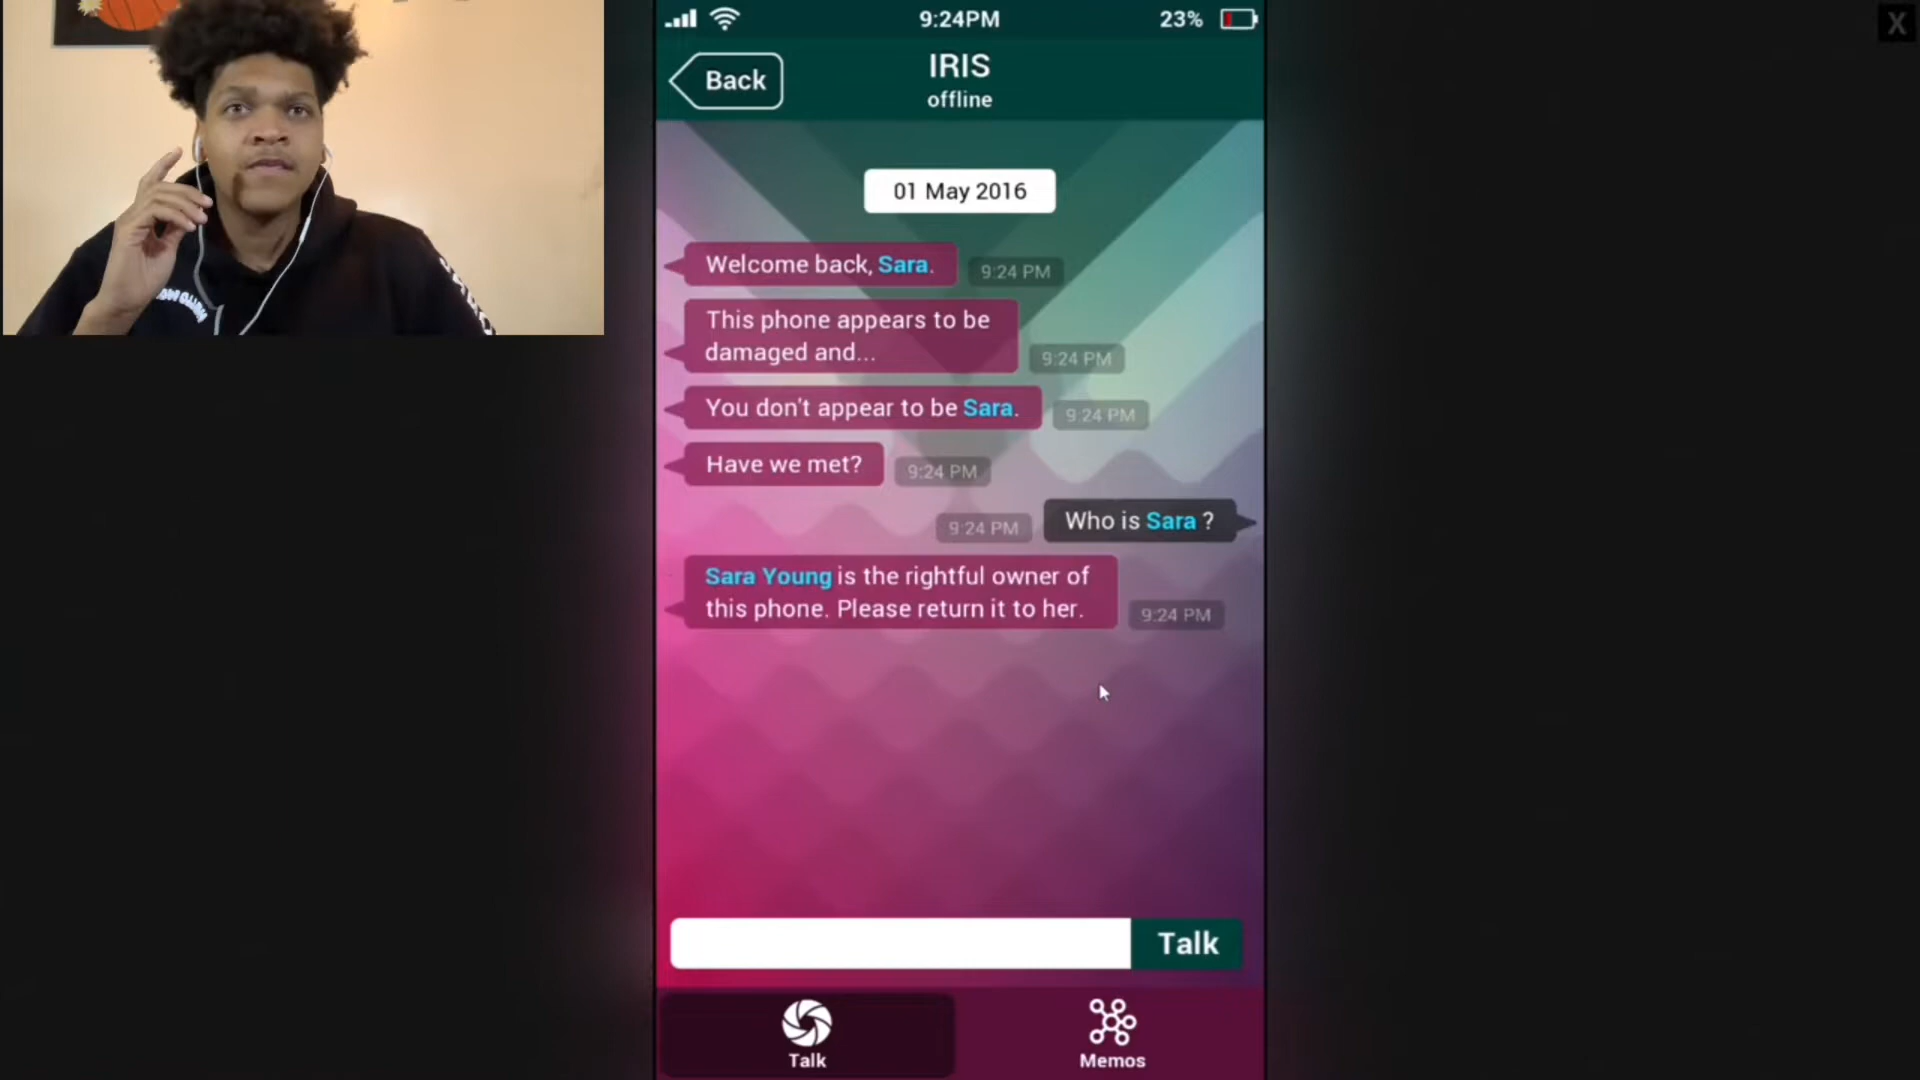 9:24PM
23%
X
Back
IRIS
offline
01 May 2016
Welcome back, Sara.
9:24 PM
This phone appears to be
damaged and...
9:24 PM
You don't appear to be Sara.
9:24 PM
Have we met?
9:24 PM
9:24 PM
Who is Sara ?
Sara Young is the rightful owner of
this phone. Please return it to her.
9:24 PM
Talk
Talk
Memos